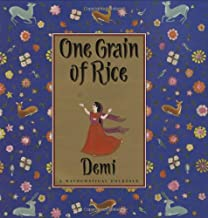 One Grain
of Rice
Demi
A MATHEMATICAL FOLKTALE